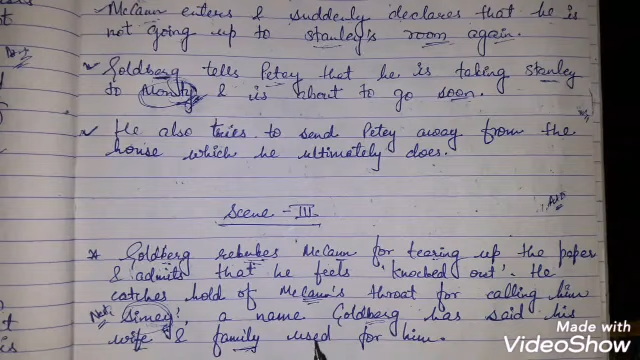 McCann enters & suddenly declares that he is
not going up to stanley's room again.
Goldberg tells Petey that he is taking stanley
to Monty & is about to go soon.
He also tries to send Petey away from the
house which he ultimately does.
Scene - III
* Goldberg rebukes McCann for tearing up the paper
& admits that he feels 'knocked out'. He
catches hold of McCann's throat for calling him
'Simey', a name Goldberg has said his
wife & family used for him.
Made with
VideoShow